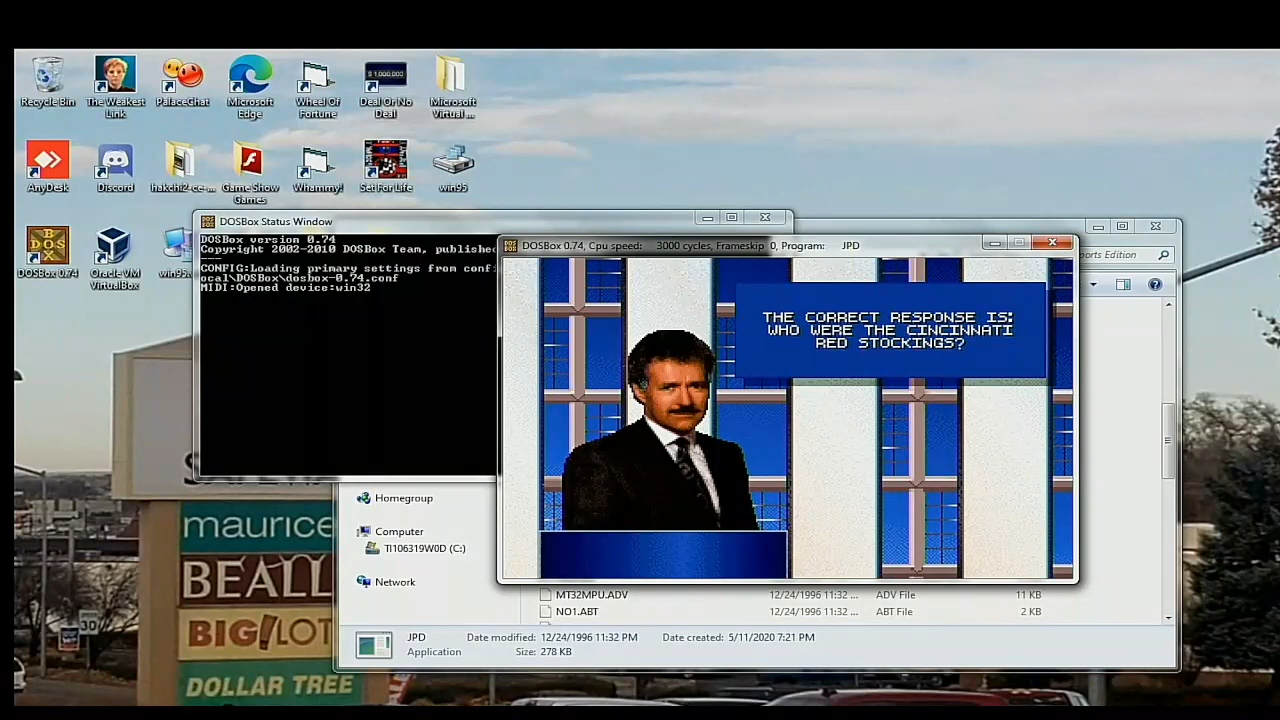 $ 1,000,000
Recycle Bin
The Weakest
Link
PalaceChat
Microsoft
Edge
Wheel Of
Fortune
Deal Or No
Deal
Microsoft
Virtual ...
AnyDesk
Discord
hakchi2-ce-...
Game Show
Games
Whammy!
Set For Life
win95
DOSBox 0.74
Oracle VM
VirtualBox
DOSBox Status Window
DOSBox version 0.74
Copyright 2002-2010 DOSBox Team, publishe
---
CONFIG:Loading primary settings from conf
ocal\DOSBox\dosbox-0.74.conf
MIDI:Opened device:win32
DOSBox 0.74, Cpu speed: 3000 cycles, Frameskip 0, Program: JPD
THE CORRECT RESPONSE IS:
WHO WERE THE CINCINNATI
RED STOCKINGS?
ports Edition
Homegroup
Computer
TI106319W0D (C:)
Network
MT32MPU.ADV 12/24/1996 11:32 ... ADV File 11 KB
NO1.ABT 12/24/1996 11:32 ... ABT File 2 KB
JPD Date modified: 12/24/1996 11:32 PM Date created: 5/11/2020 7:21 PM
Application Size: 278 KB
maurice
BEALL
BIG LOT
DOLLAR TREE
30